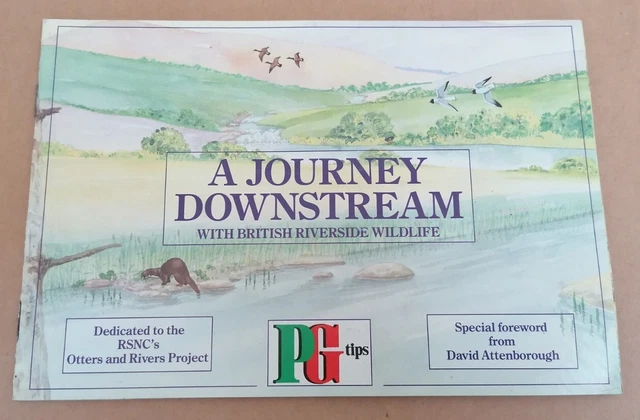 A JOURNEY
DOWNSTREAM
WITH BRITISH RIVERSIDE WILDLIFE
Dedicated to the
RSNC's
Otters and Rivers Project
PG tips
Special foreword
from
David Attenborough